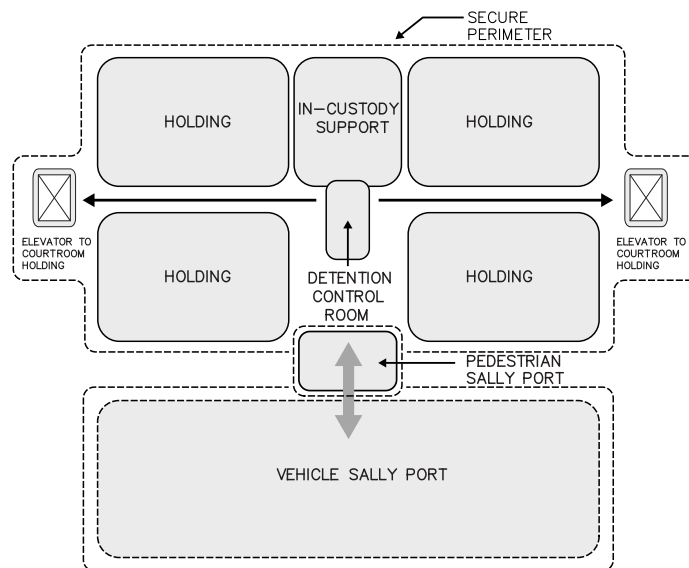 SECURE
PERIMETER
HOLDING
IN-CUSTODY
SUPPORT
HOLDING
ELEVATOR TO
COURTROOM
HOLDING
ELEVATOR TO
COURTROOM
HOLDING
HOLDING
DETENTION
CONTROL
ROOM
HOLDING
PEDESTRIAN
SALLY PORT
VEHICLE SALLY PORT